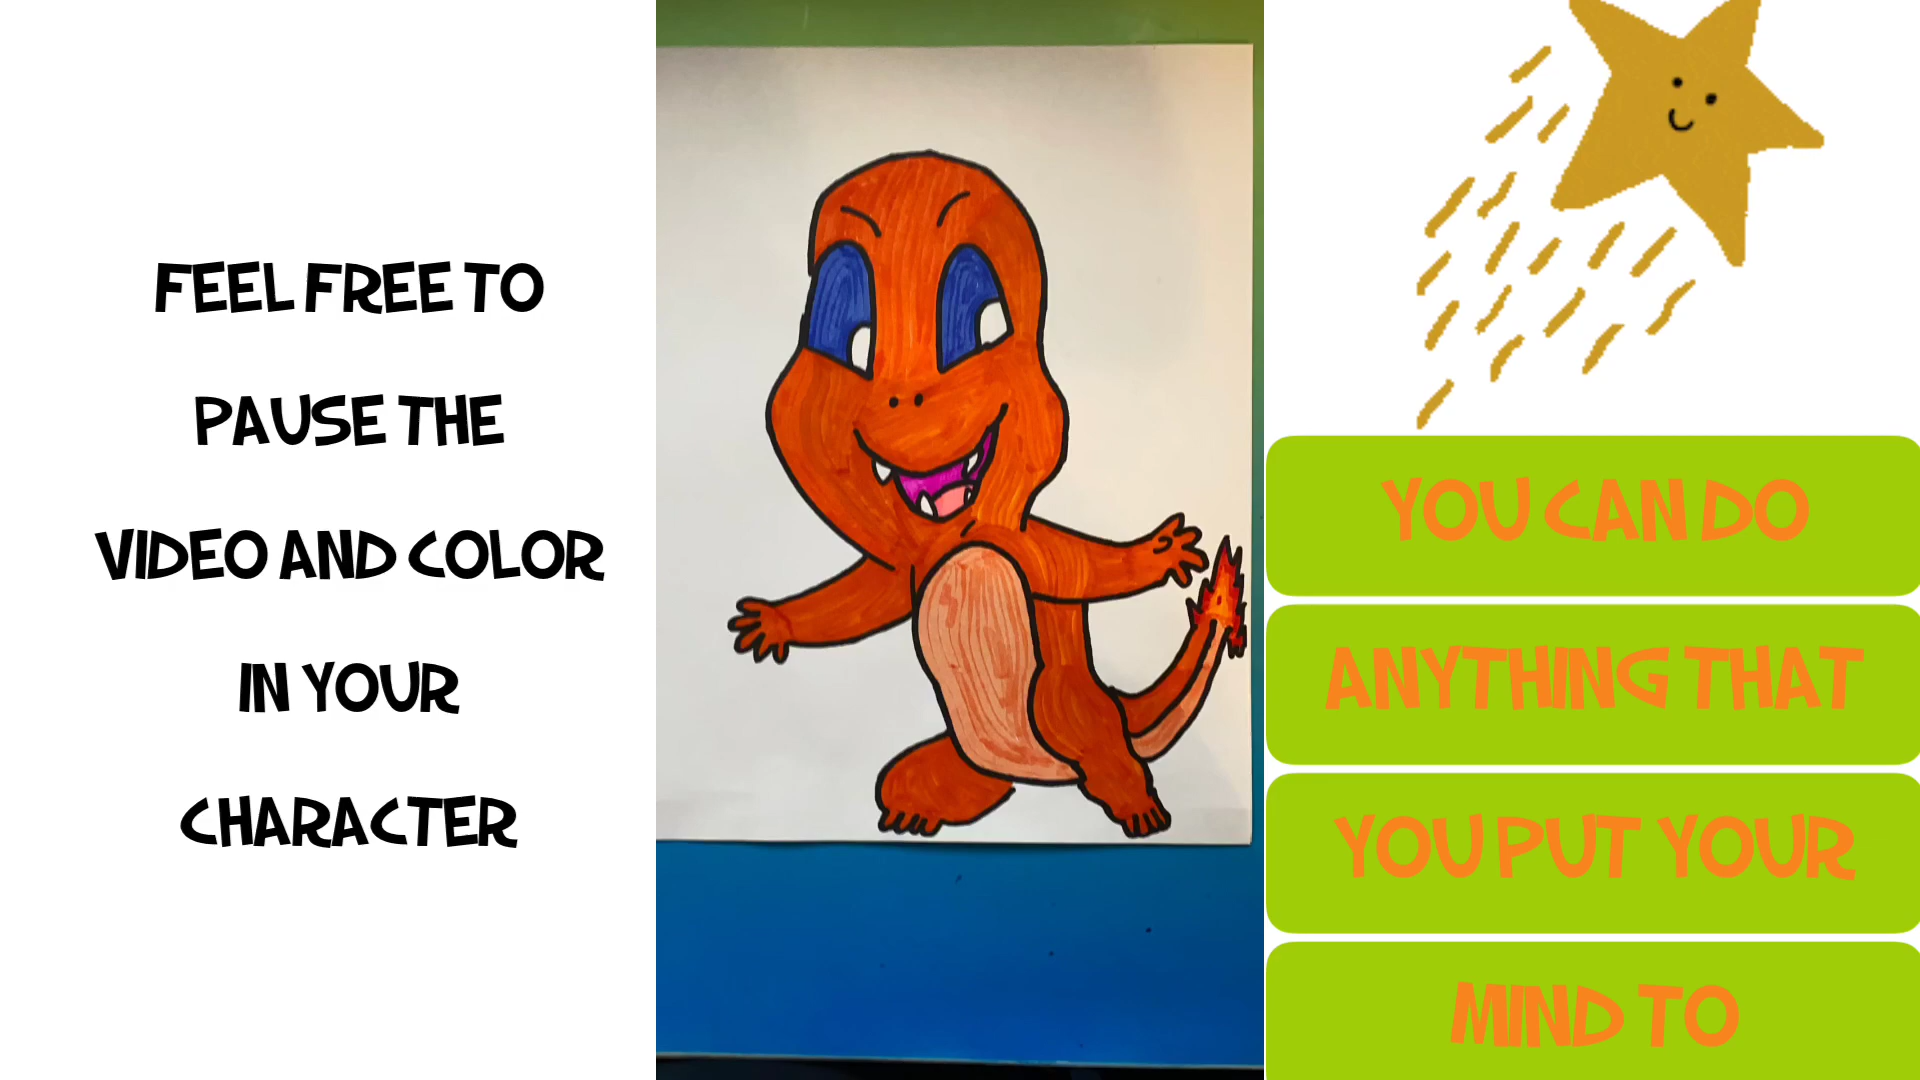 FEEL FREE TO
PAUSE THE
VIDEO AND COLOR
IN YOUR
CHARACTER
YOU CAN DO
ANYTHING THAT
YOU PUT YOUR
MIND TO